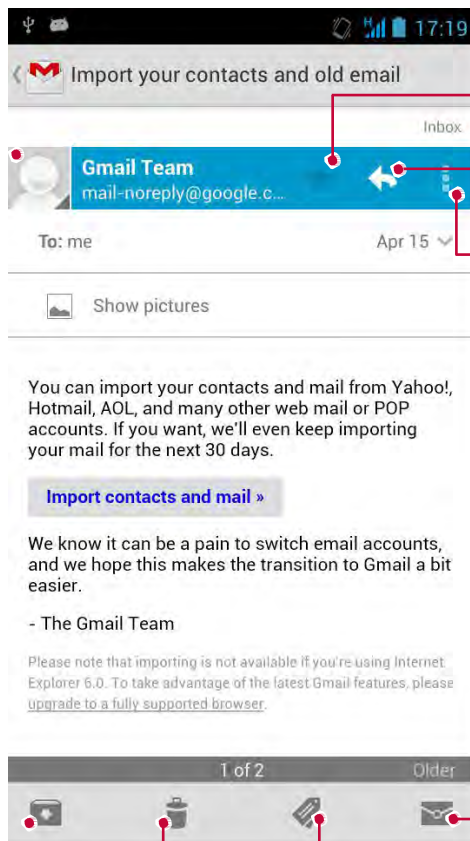 H 17:19
Import your contacts and old email
Inbox
Gmail Team
mail-noreply@google.c...
To: me
Apr 15
Show pictures
You can import your contacts and mail from Yahoo!,
Hotmail, AOL, and many other web mail or POP
accounts. If you want, we'll even keep importing
your mail for the next 30 days.
Import contacts and mail »
We know it can be a pain to switch email accounts,
and we hope this makes the transition to Gmail a bit
easier.
- The Gmail Team
Please note that importing is not available if you're using Internet
Explorer 6.0. To take advantage of the latest Gmail features, please
upgrade to a fully supported browser.
1 of 2
Older